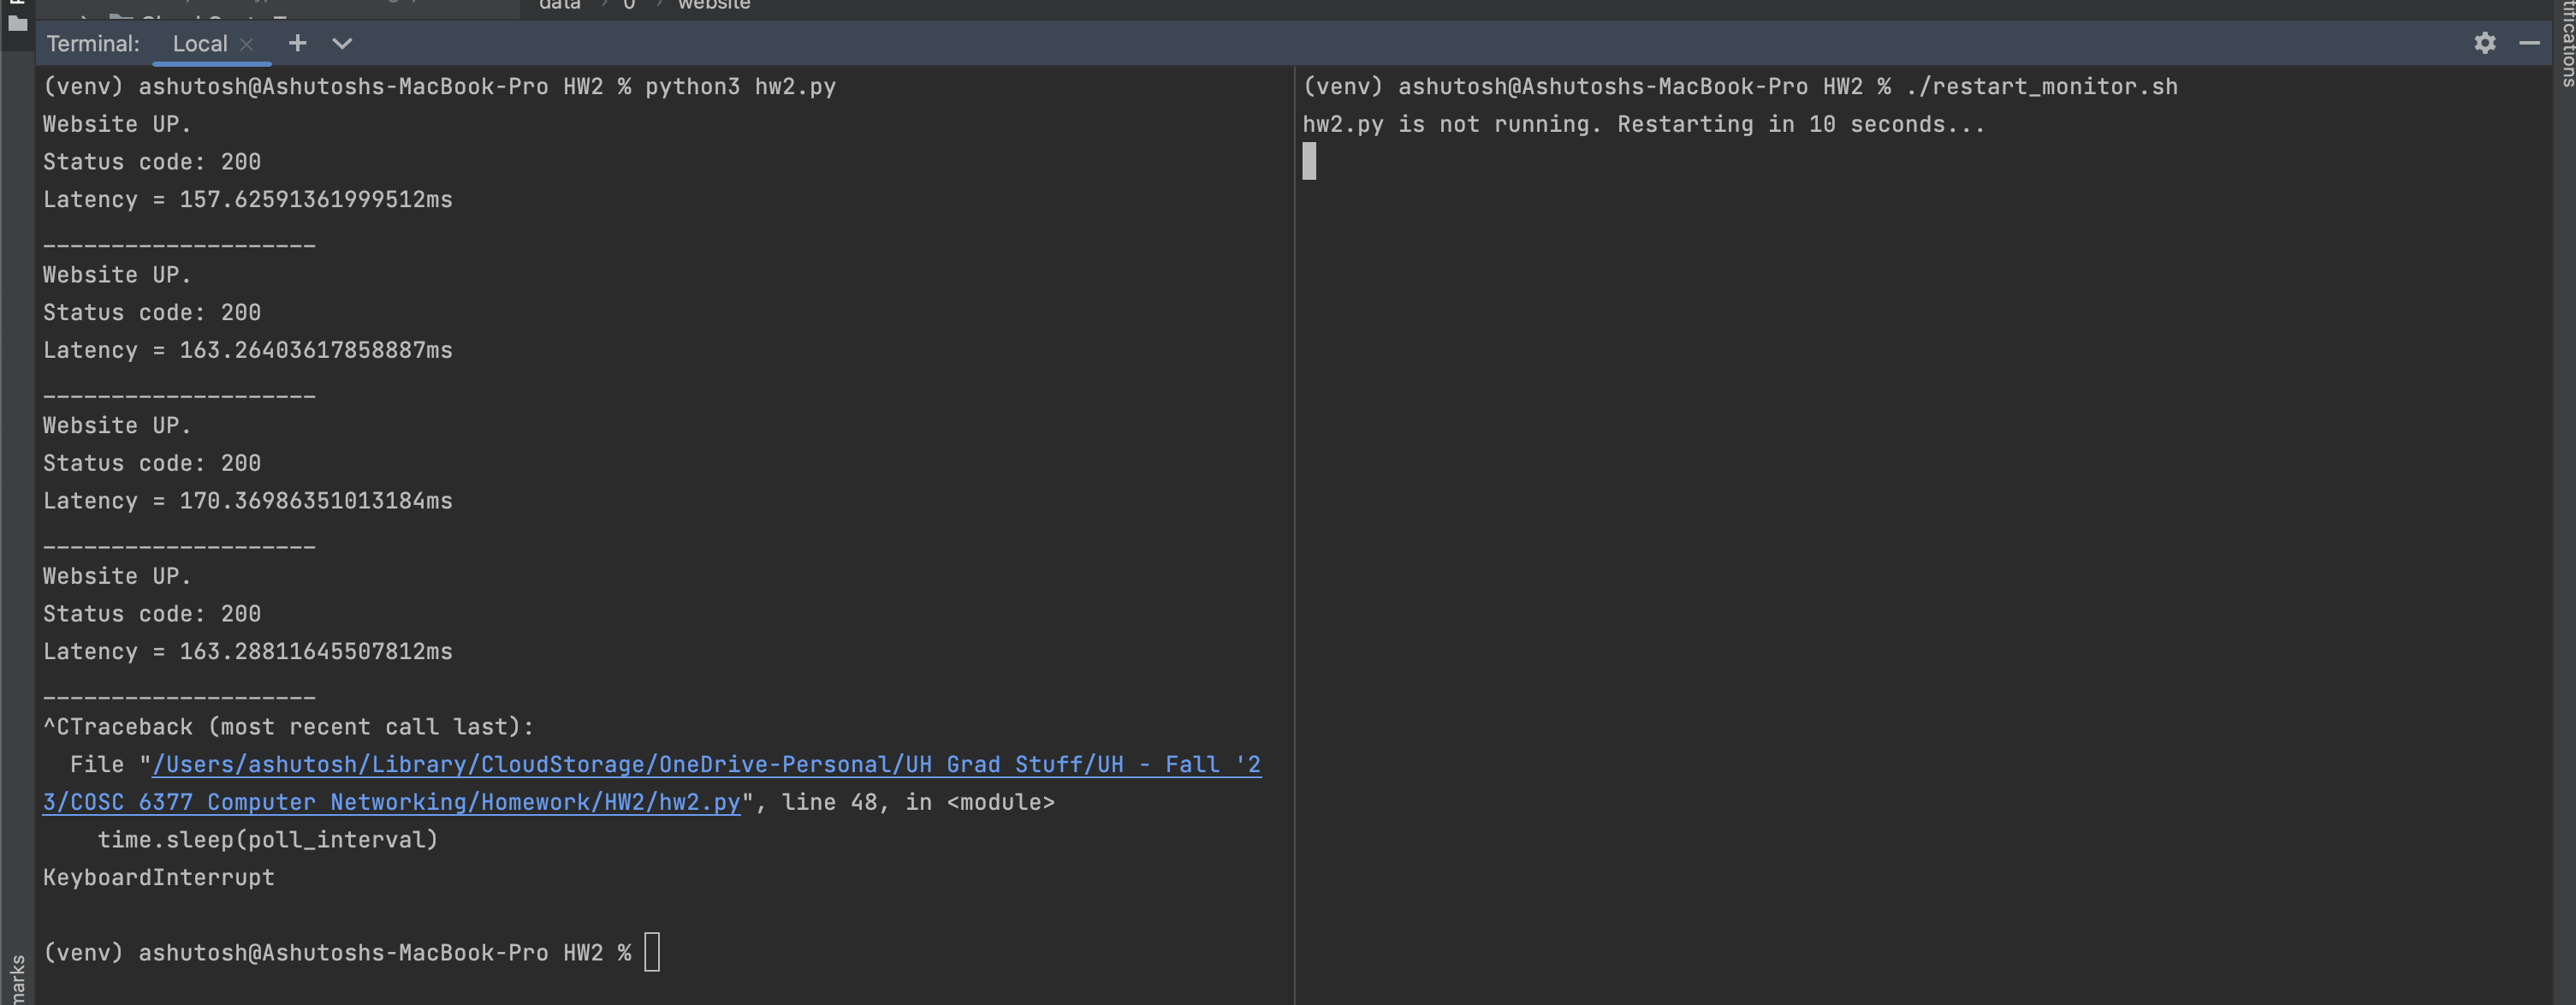 data › 0 › website
Terminal: Local × +
(venv) ashutosh@Ashutoshs-MacBook-Pro HW2 % python3 hw2.py
Website UP.
Status code: 200
Latency = 157.62591361999512ms
--------------------
Website UP.
Status code: 200
Latency = 163.26403617858887ms
--------------------
Website UP.
Status code: 200
Latency = 170.36986351013184ms
--------------------
Website UP.
Status code: 200
Latency = 163.28811645507812ms
--------------------
^CTraceback (most recent call last):
  File "/Users/ashutosh/Library/CloudStorage/OneDrive-Personal/UH Grad Stuff/UH - Fall '2
3/COSC 6377 Computer Networking/Homework/HW2/hw2.py", line 48, in <module>
    time.sleep(poll_interval)
KeyboardInterrupt
(venv) ashutosh@Ashutoshs-MacBook-Pro HW2 %
(venv) ashutosh@Ashutoshs-MacBook-Pro HW2 % ./restart_monitor.sh
hw2.py is not running. Restarting in 10 seconds...
marks
tifications